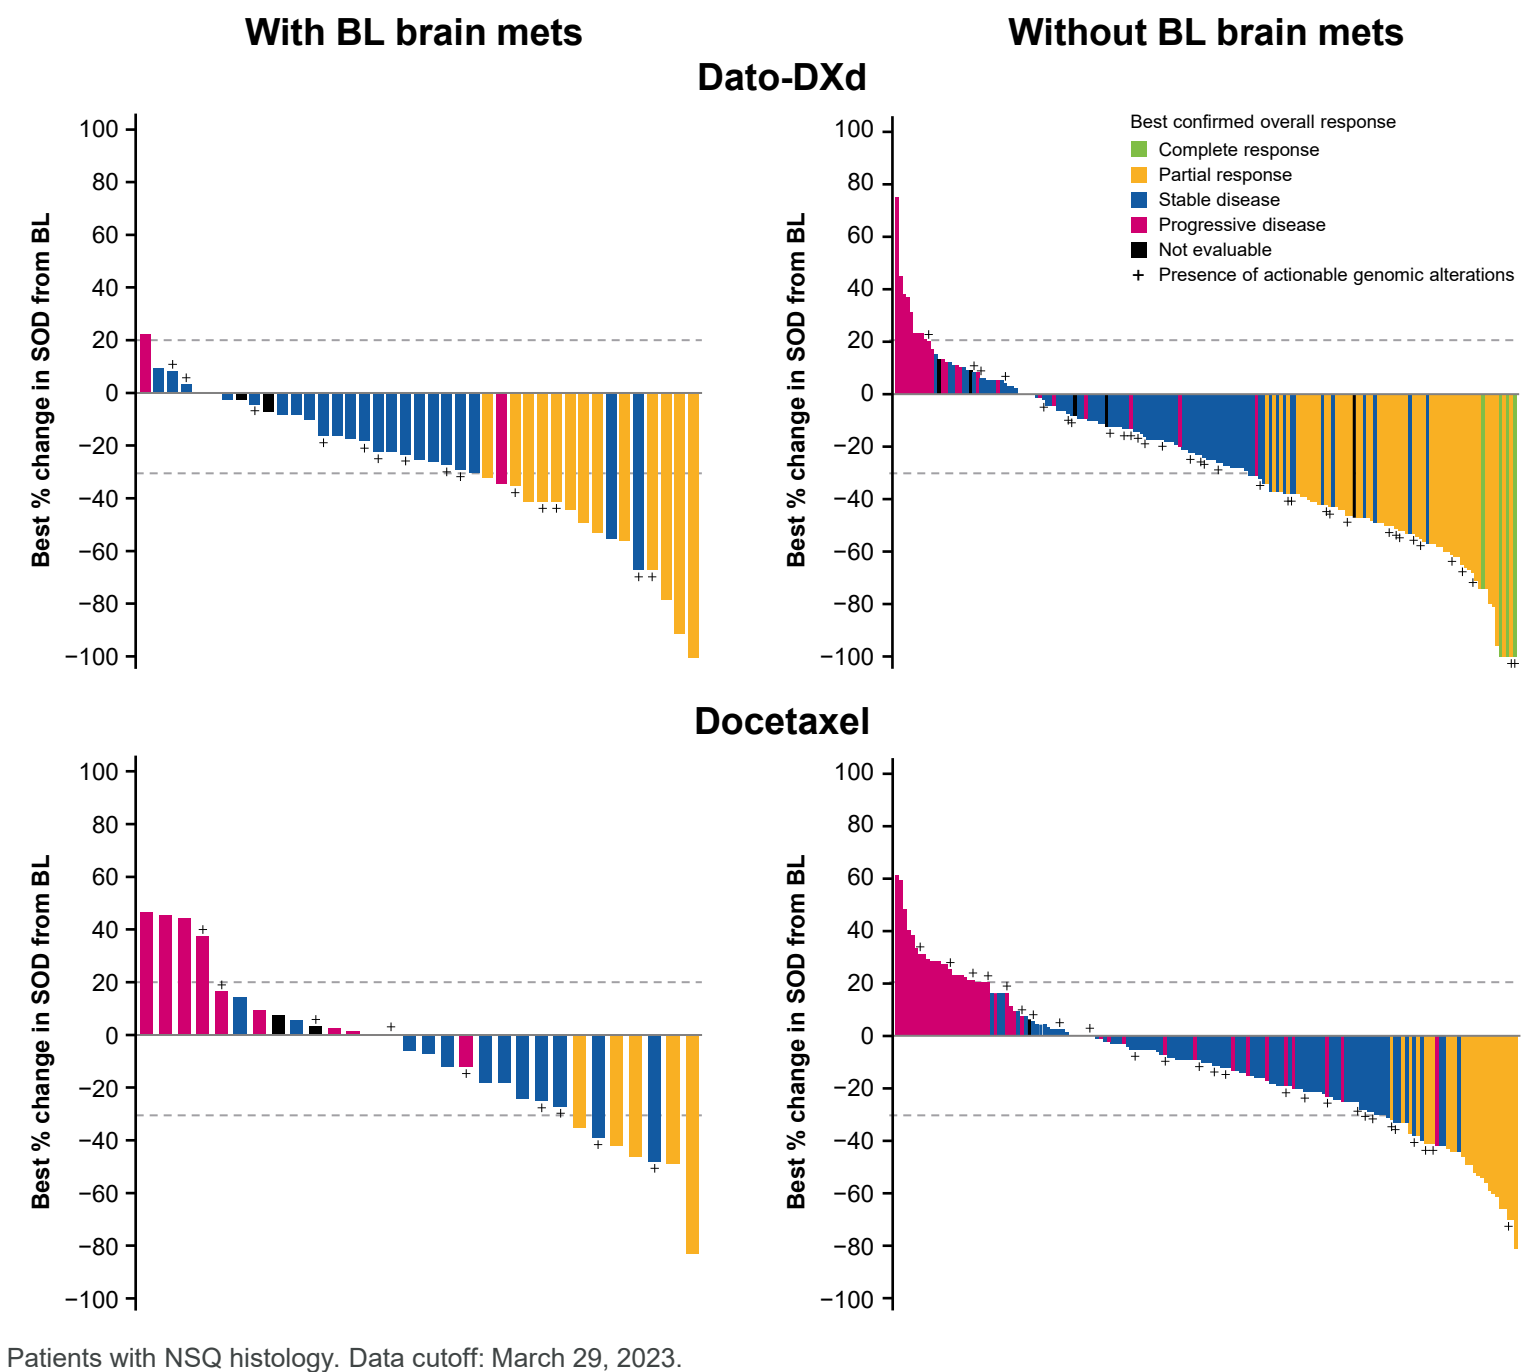 With BL brain mets
Without BL brain mets
Dato-DXd
Best % change in SOD from BL
100
80
60
40
20
0
−20
−40
−60
−80
−100
+ + + + + + + + + + + + + +
Best % change in SOD from BL
100
80
60
40
20
0
−20
−40
−60
−80
−100
Best confirmed overall response
Complete response
Partial response
Stable disease
Progressive disease
Not evaluable
+ Presence of actionable genomic alterations
Docetaxel
Best % change in SOD from BL
100
80
60
40
20
0
−20
−40
−60
−80
−100
Best % change in SOD from BL
100
80
60
40
20
0
−20
−40
−60
−80
−100
Patients with NSQ histology. Data cutoff: March 29, 2023.